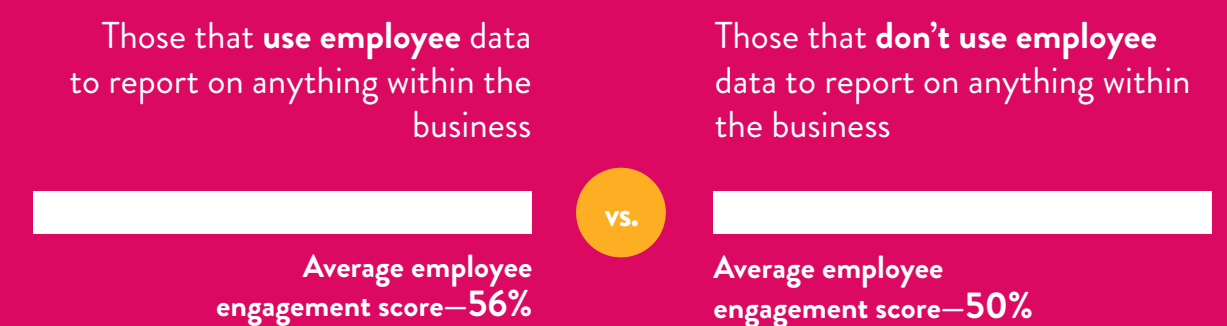 Those that use employee data
to report on anything within the
business
Average employee
engagement score—56%
vs.
Those that don’t use employee
data to report on anything within
the business
Average employee
engagement score—50%